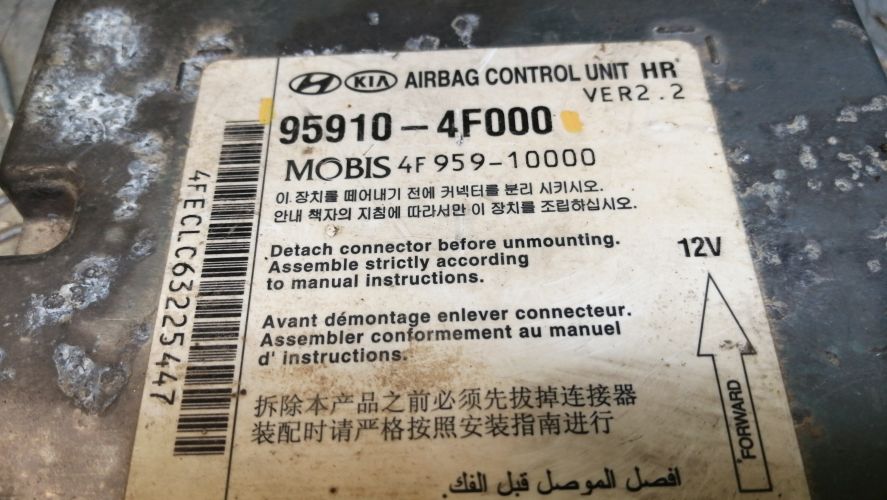 KIA AIRBAG CONTROL UNIT HR
VER2.2
95910-4F000
MOBIS 4F 959-10000
이 장치를 떼어내기 전에 커넥터를 분리 시키시오.
안내 책자의 지침에 따라서만 이 장치를 조립하십시오.
Detach connector before unmounting.
Assemble strictly according
to manual instructions.
12V
Avant démontage enlever connecteur.
Assembler conformement au manuel
d' instructions.
拆除本产品之前必须先拔掉连接器
装配时请严格按照安装指南进行
افصل الموصل قبل الفك.
FORWARD
4FECLC63225447